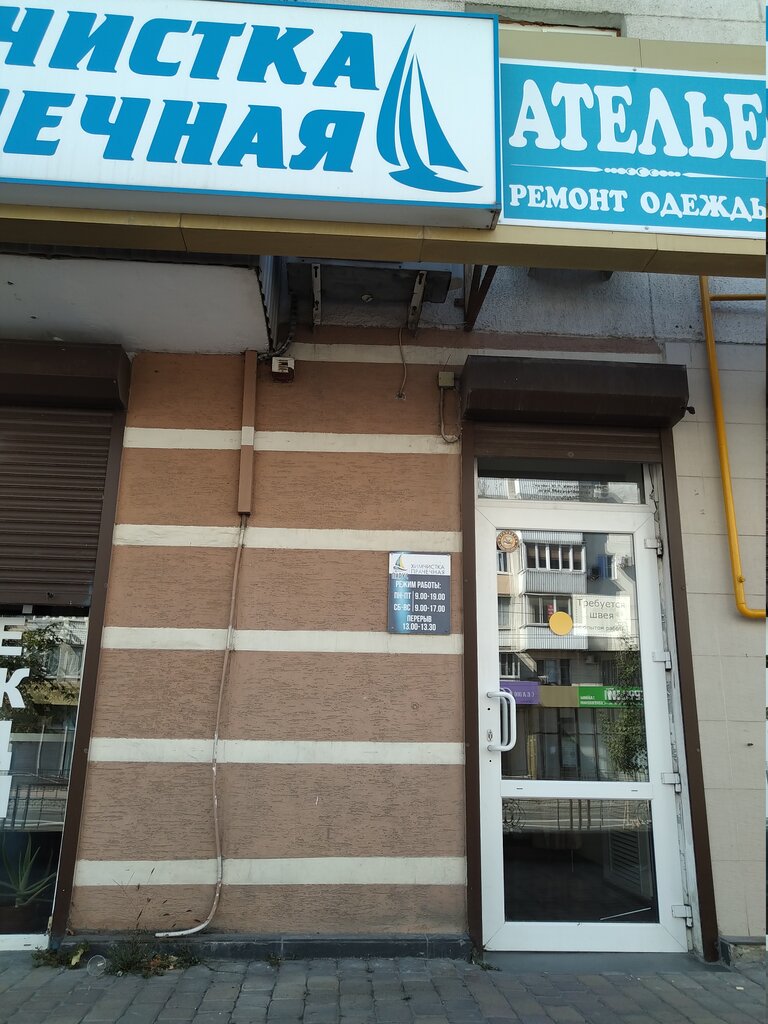 ЧИСТКА
ЕЧНАЯ
АТЕЛЬЕ
РЕМОНТ ОДЕЖДЫ
ХИМЧИСТКА
ПРАЧЕЧНАЯ
РЕЖИМ РАБОТЫ:
ПН-ПТ 9.00-19.00
СБ-ВС 9.00-17.00
ПЕРЕРЫВ
13.00-13.30
Требуется
швея
Е
К